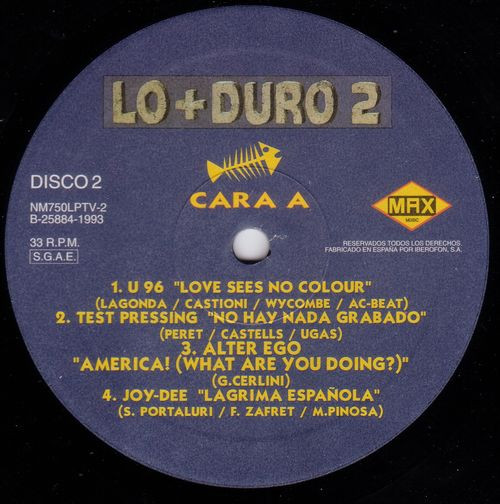 LO+DURO 2
DISCO 2
CARA A
NM750LPTV-2
B-25884-1993
33 R.P.M.
S.G.A.E.
MAX
MUSIC
RESERVADOS TODOS LOS DERECHOS.
FABRICADO EN ESPAÑA POR IBEROFON, S.A.
1. U 96 "LOVE SEES NO COLOUR"
(LAGONDA / CASTIONI / WYCOMBE / AC-BEAT)
2. TEST PRESSING "NO HAY NADA GRABADO"
(PERET / CASTELLS / UGAS)
3. ALTER EGO
"AMERICA! (WHAT ARE YOU DOING?)"
(G.CERLINI)
4. JOY-DEE "LAGRIMA ESPAÑOLA"
(S. PORTALURI / F. ZAFRET / M.PINOSA)